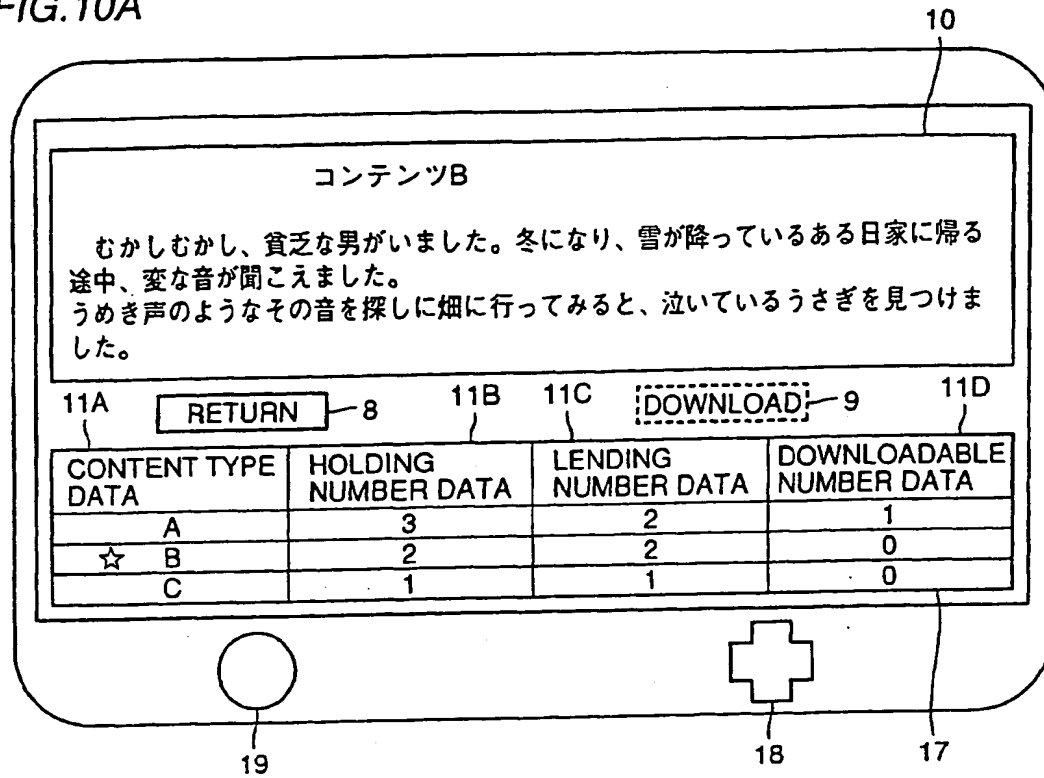 FIG.10A
10
コンテンツB
むかしむかし、貧乏な男がいました。冬になり、雪が降っているある日家に帰る
途中、変な音が聞こえました。
うめき声のようなその音を探しに畑に行ってみると、泣いているうさぎを見つけま
した。
11A RETURN 8 11B 11C DOWNLOAD 9 11D
CONTENT TYPE HOLDING LENDING DOWNLOADABLE
DATA NUMBER DATA NUMBER DATA NUMBER DATA
A 3 2 1
☆ B 2 2 0
C 1 1 0
19 18 17